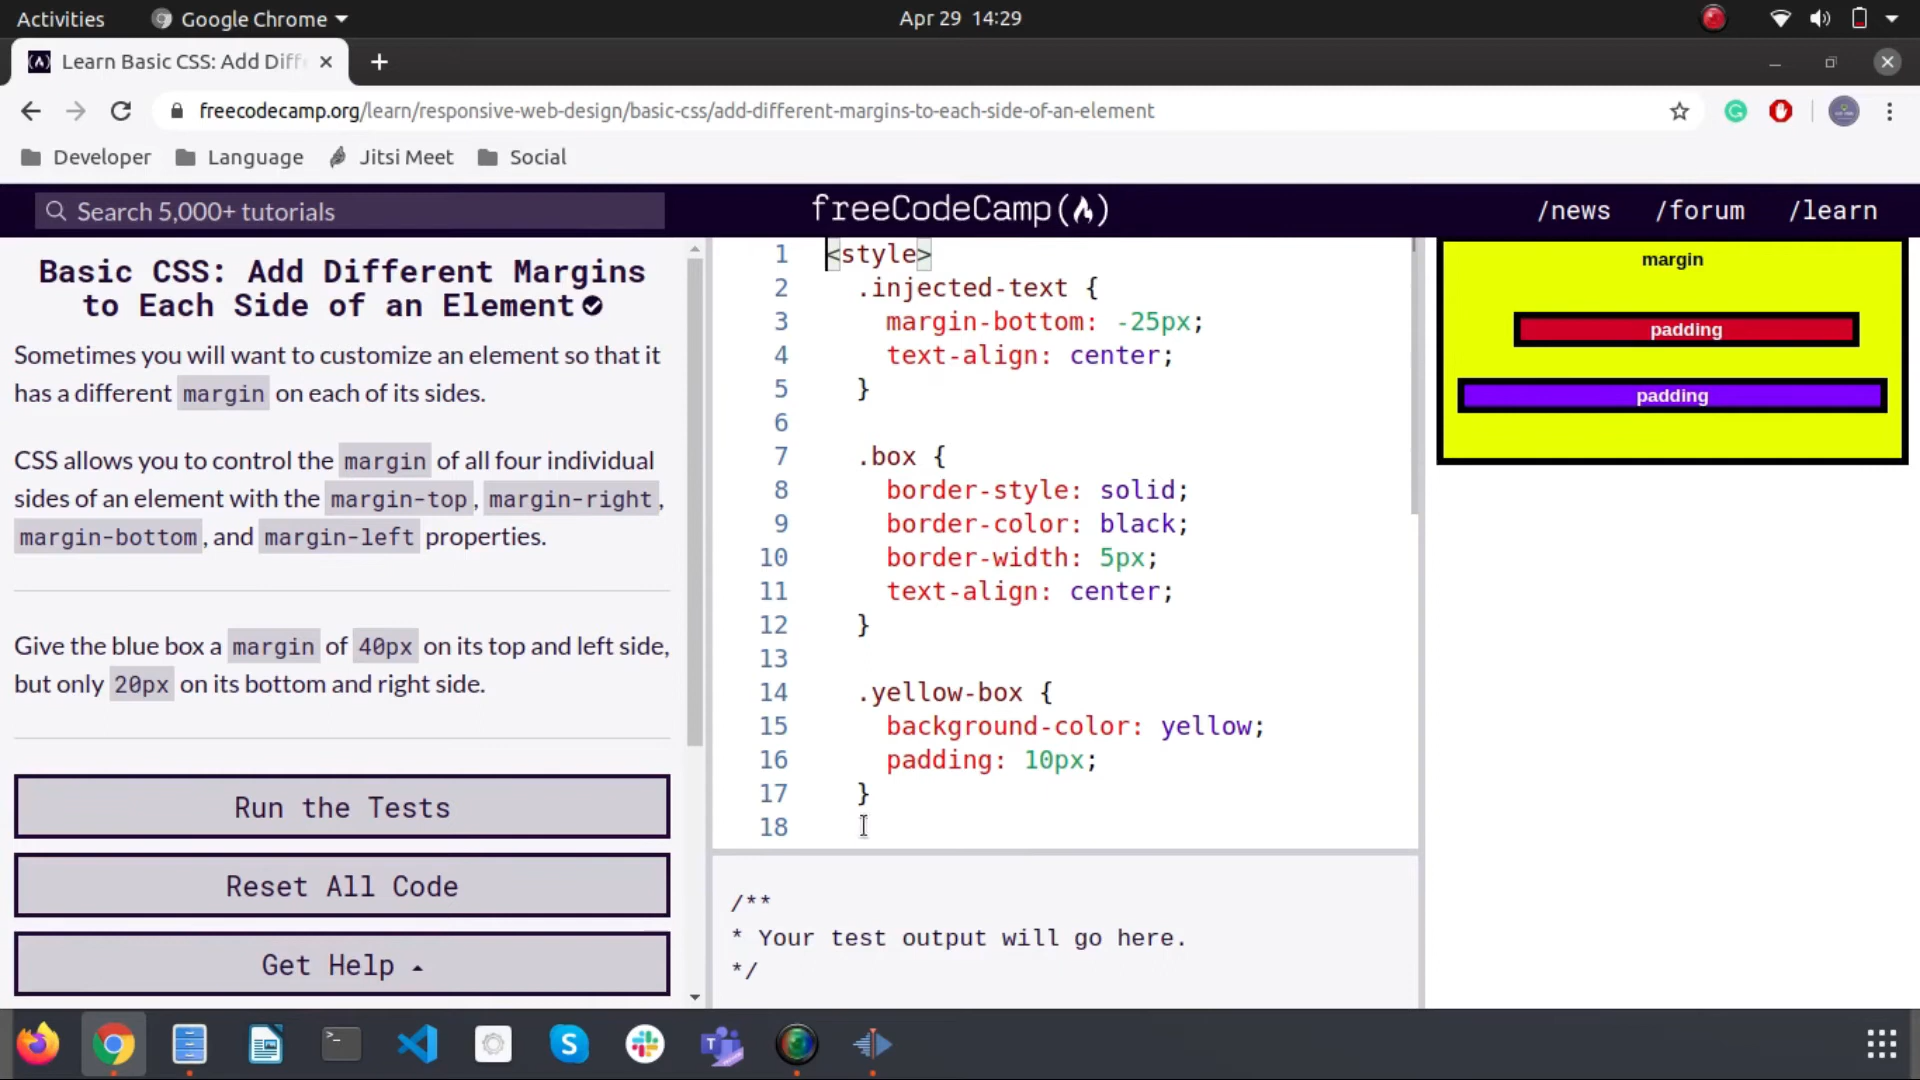 Activities
Google Chrome
Apr 29 14:29
Learn Basic CSS: Add Diff
freecodecamp.org/learn/responsive-web-design/basic-css/add-different-margins-to-each-side-of-an-element
Developer
Language
Jitsi Meet
Social
Search 5,000+ tutorials
freeCodeCamp
/news
/forum
/learn
Basic CSS: Add Different Margins
to Each Side of an Element
Sometimes you will want to customize an element so that it
has a different margin on each of its sides.
CSS allows you to control the margin of all four individual
sides of an element with the margin-top, margin-right,
margin-bottom, and margin-left properties.
Give the blue box a margin of 40px on its top and left side,
but only 20px on its bottom and right side.
Run the Tests
Reset All Code
Get Help
1 <style>
2 .injected-text {
3 margin-bottom: -25px;
4 text-align: center;
5 }
6
7 .box {
8 border-style: solid;
9 border-color: black;
10 border-width: 5px;
11 text-align: center;
12 }
13
14 .yellow-box {
15 background-color: yellow;
16 padding: 10px;
17 }
18
/**
* Your test output will go here.
*/
margin
padding
padding